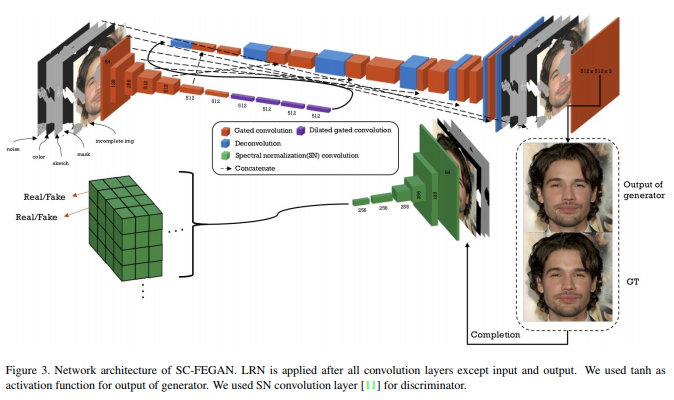 64
128
256
512
512
512
512
512
512
512
512
noise
color
sketch
mask
incomplete img
512 x 512 x 3
Gated convolution
Dilated gated convolution
Deconvolution
Spectral normalization(SN) convolution
Concatenate
64
128
256
256
256
256
Real/Fake
Real/Fake
Output of
generator
GT
Completion
Figure 3. Network architecture of SC-FEGAN. LRN is applied after all convolution layers except input and output. We used tanh as
activation function for output of generator. We used SN convolution layer [11] for discriminator.